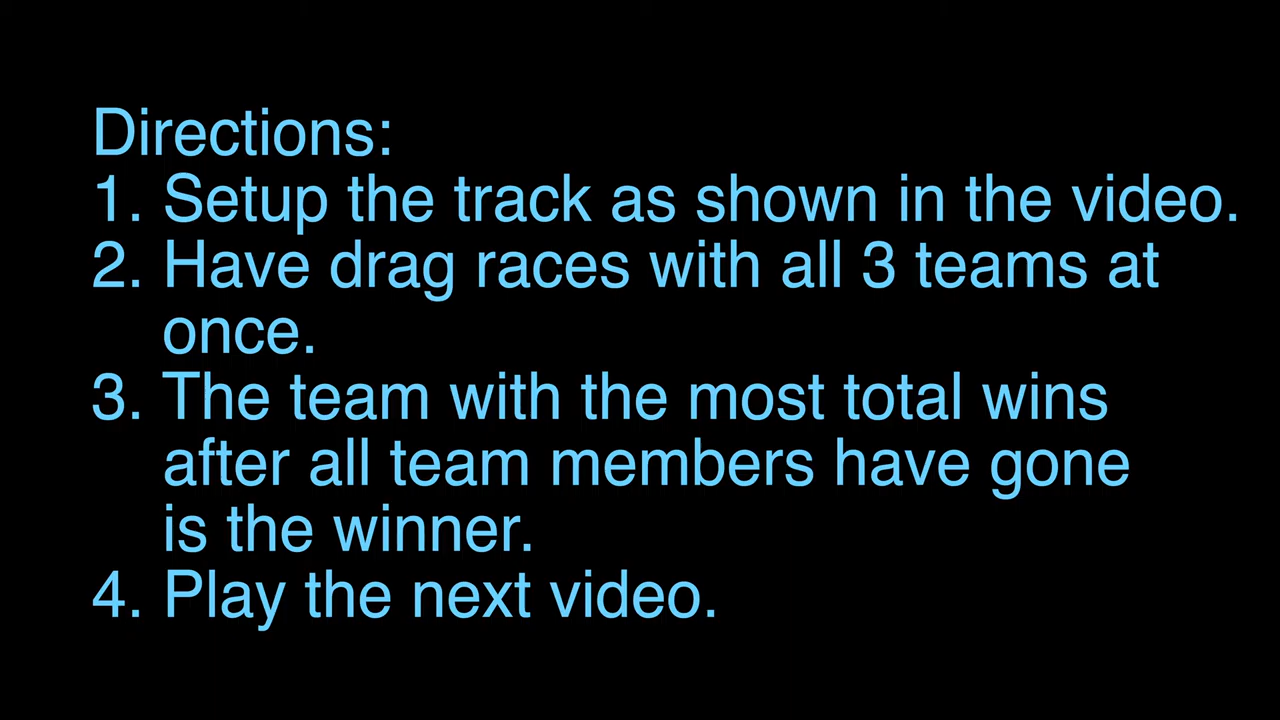 Directions:
1. Setup the track as shown in the video.
2. Have drag races with all 3 teams at
once.
3. The team with the most total wins
after all team members have gone
is the winner.
4. Play the next video.